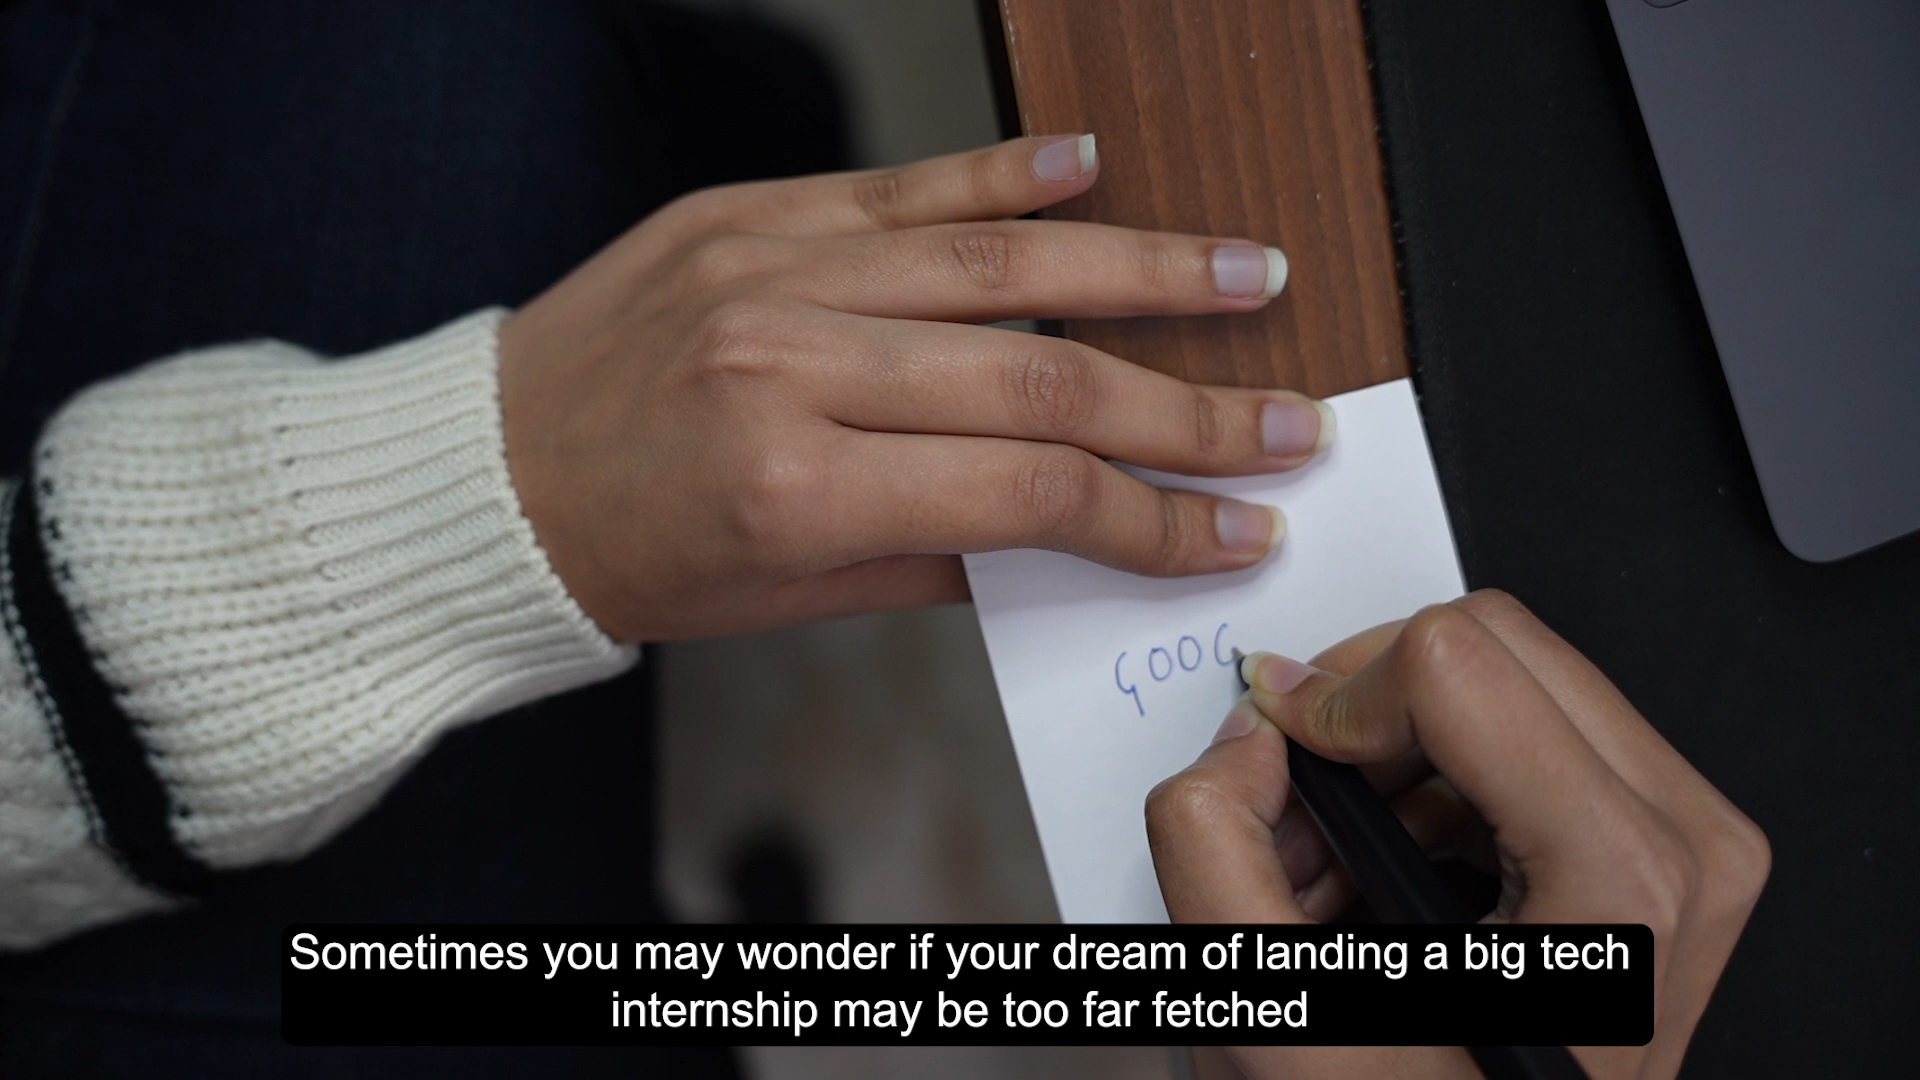 GOOG
Sometimes you may wonder if your dream of landing a big tech
internship may be too far fetched